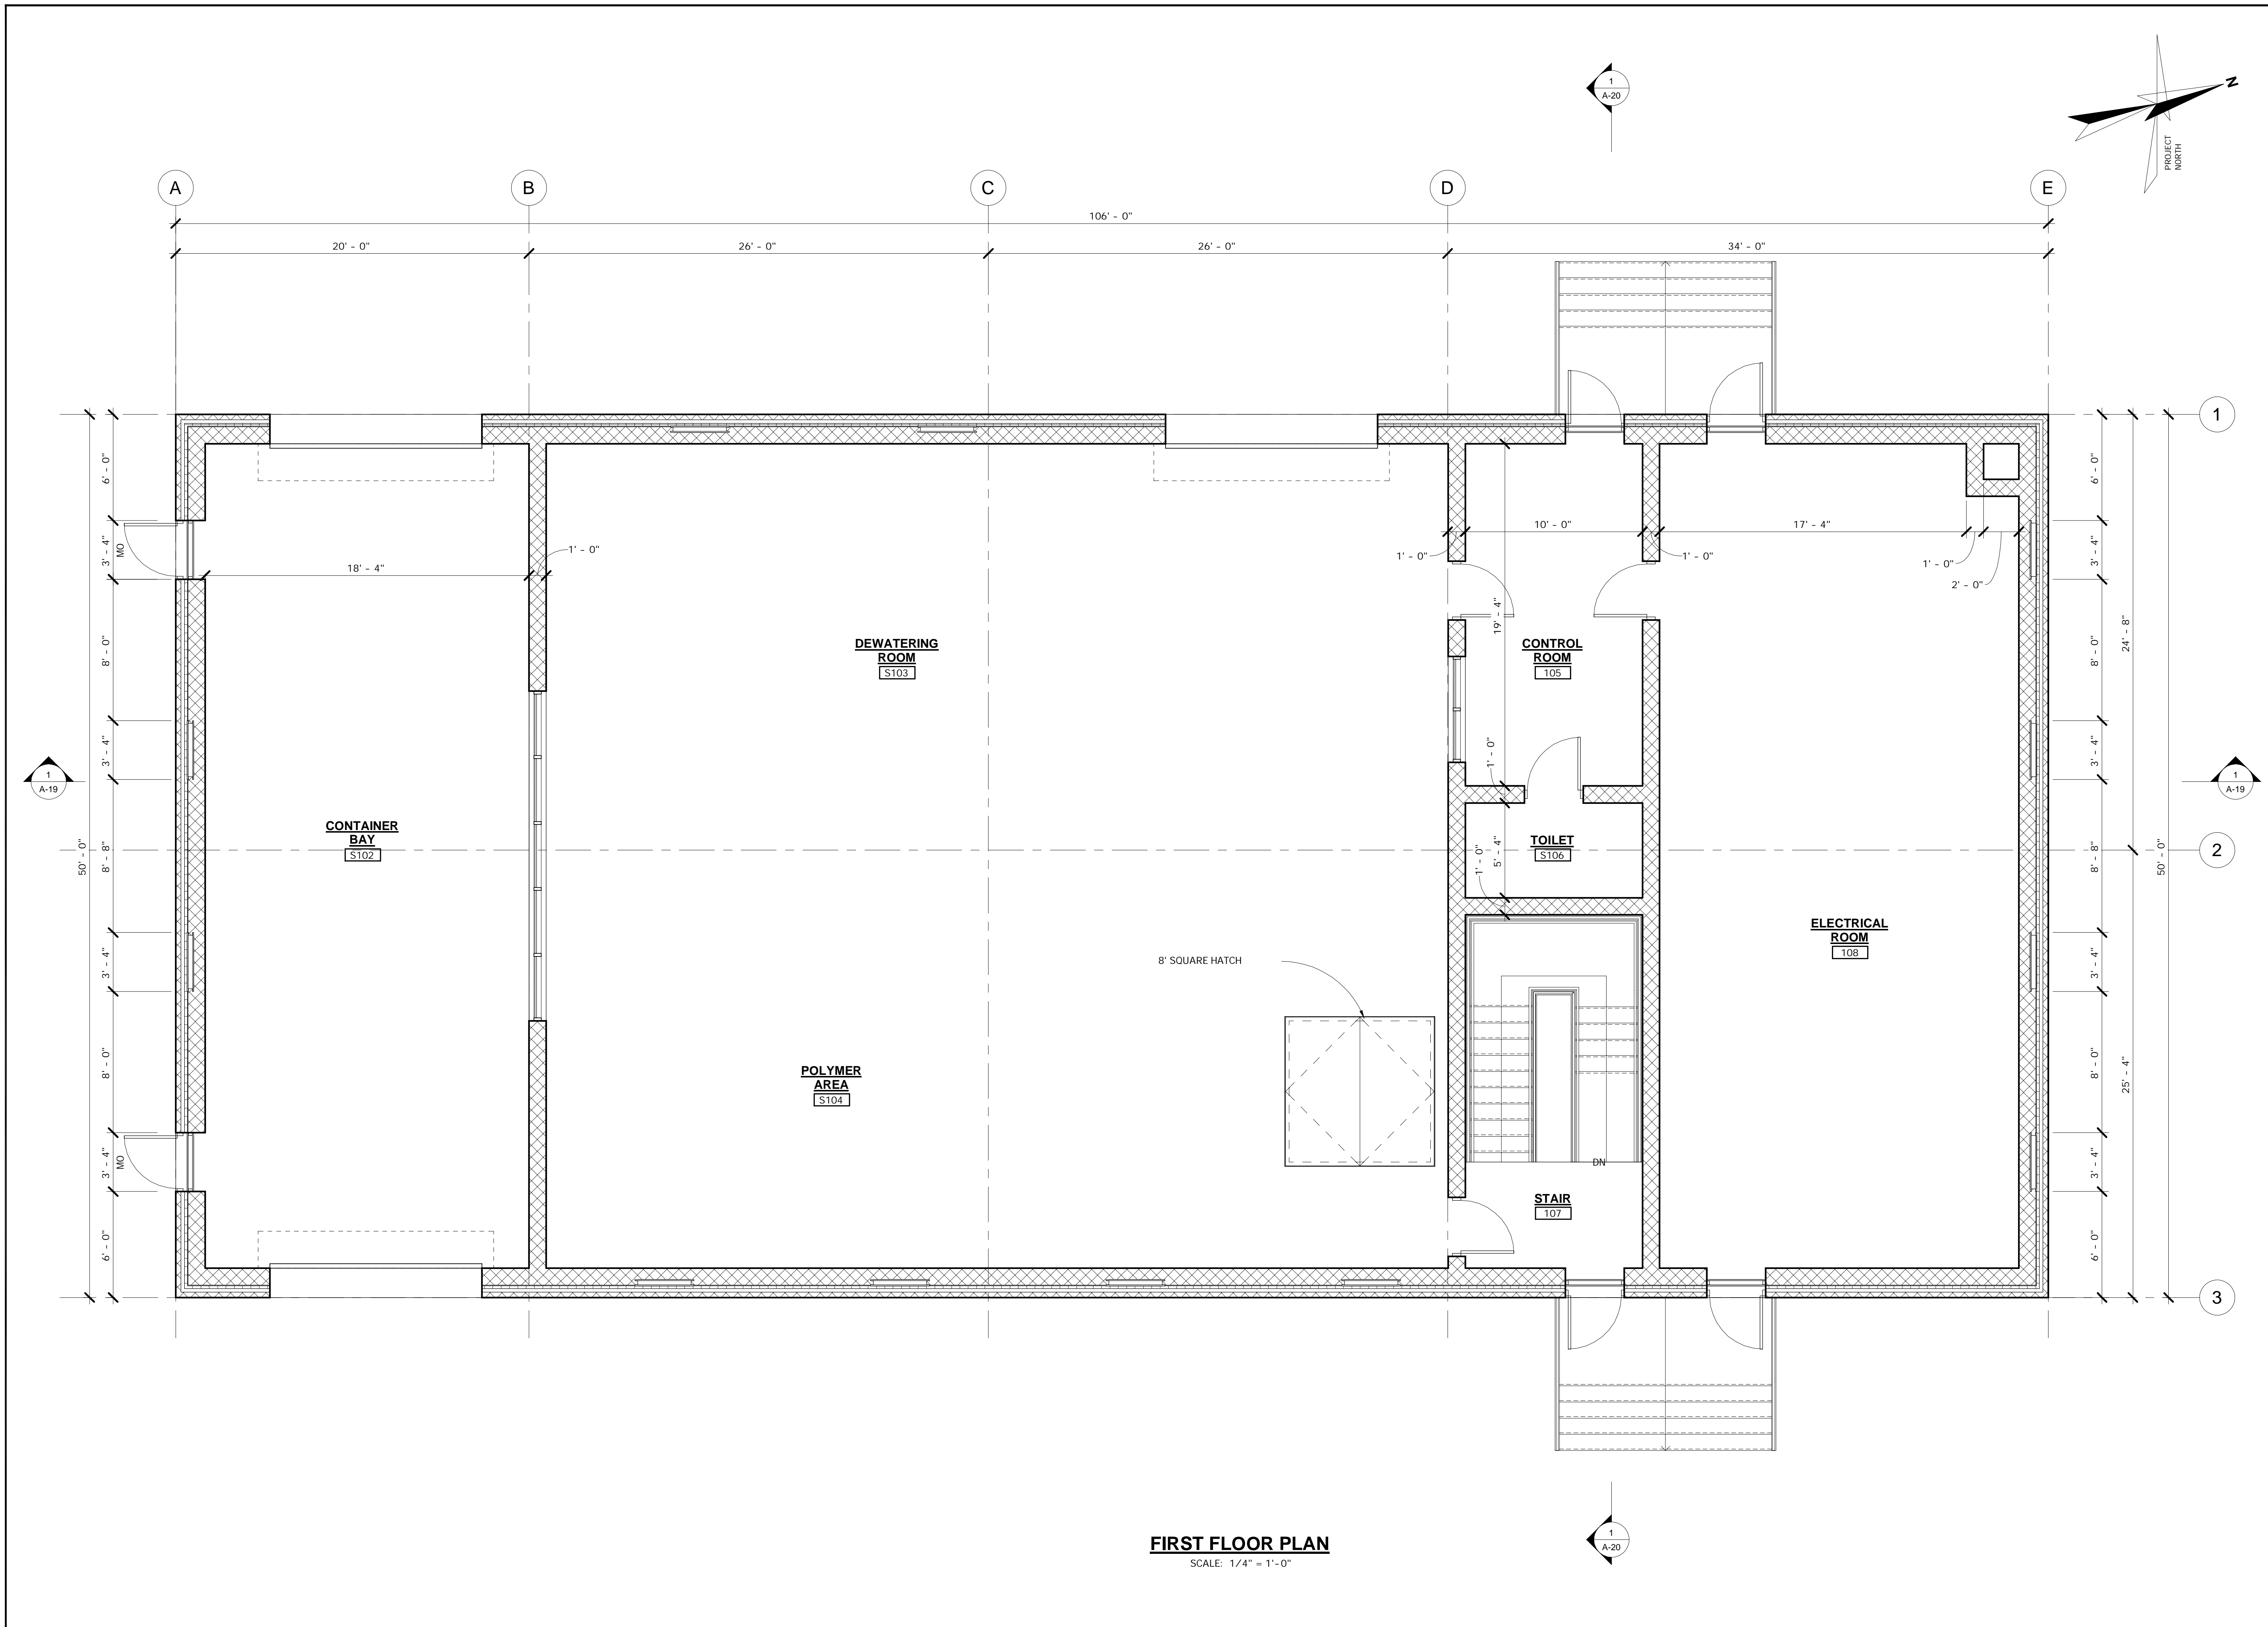 1
A-20
N
PROJECT
NORTH
A
B
C
D
E
106' - 0"
20' - 0"
26' - 0"
26' - 0"
34' - 0"
1
2
3
6' - 0"
3' - 4"
MO
8' - 0"
3' - 4"
8' - 8"
3' - 4"
8' - 0"
3' - 4"
MO
6' - 0"
50' - 0"
1
A-19
18' - 4"
1' - 0"
CONTAINER
BAY
S102
DEWATERING
ROOM
S103
POLYMER
AREA
S104
8' SQUARE HATCH
1' - 0"
10' - 0"
1' - 0"
17' - 4"
1' - 0"
2' - 0"
19' - 4"
CONTROL
ROOM
105
1' - 0"
TOILET
S106
5' - 4"
1' - 0"
DN
STAIR
107
ELECTRICAL
ROOM
108
6' - 0"
3' - 4"
8' - 0"
3' - 4"
8' - 8"
3' - 4"
8' - 0"
3' - 4"
6' - 0"
24' - 8"
25' - 4"
50' - 0"
1
A-19
1
A-20
FIRST FLOOR PLAN
SCALE: 1/4" = 1'-0"